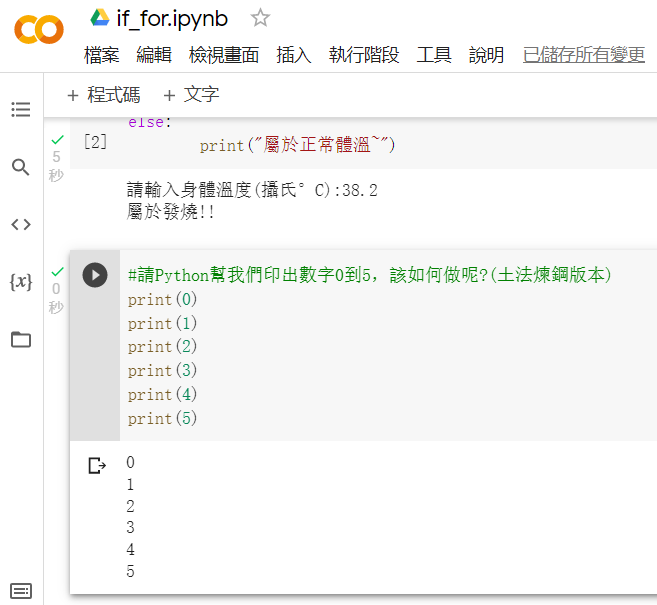 if_for.ipynb
檔案 編輯 檢視畫面 插入 執行階段 工具 說明 已儲存所有變更
+ 程式碼 + 文字
else:
[2] print("屬於正常體溫~")
5
秒
請輸入身體溫度(攝氏°C):38.2
屬於發燒!!
#請Python幫我們印出數字0到5，該如何做呢?(土法煉鋼版本)
0
秒
print(0)
print(1)
print(2)
print(3)
print(4)
print(5)
{x}
0
1
2
3
4
5